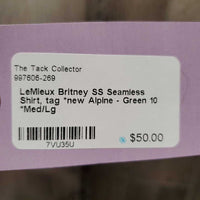 The Tack Collector
997606-269
LeMieux Britney SS Seamless
Shirt, tag *new Alpine - Green 10
*Med/Lg
$50.00
7VU35U